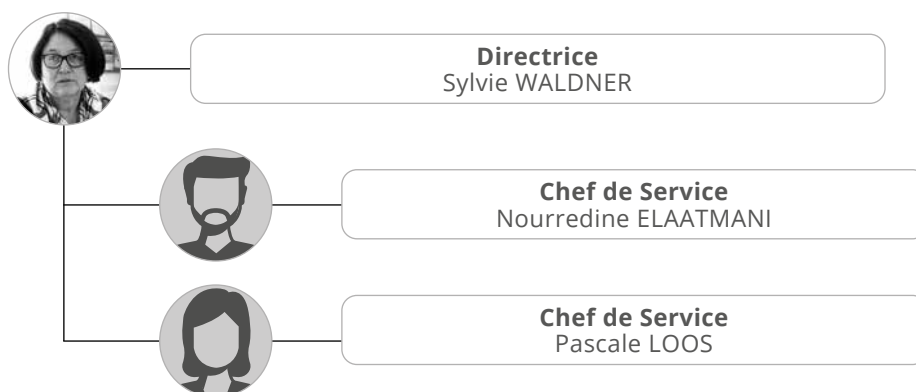 Directrice
Sylvie WALDNER
Chef de Service
Nourredine ELAATMANI
Chef de Service
Pascale LOOS